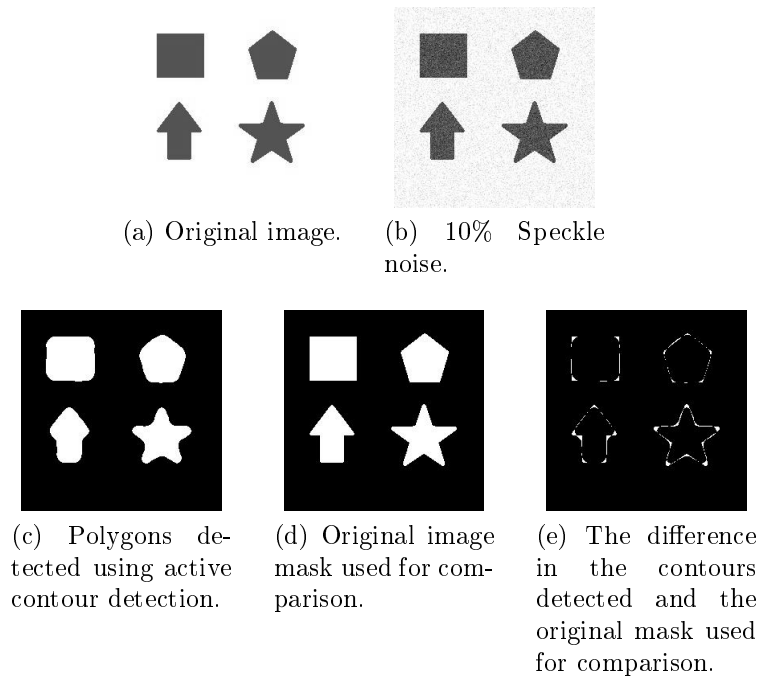 (a) Original image.
(b) 10% Speckle
noise.
(c) Polygons de-
tected using active
contour detection.
(d) Original image
mask used for com-
parison.
(e) The difference
in the contours
detected and the
original mask used
for comparison.